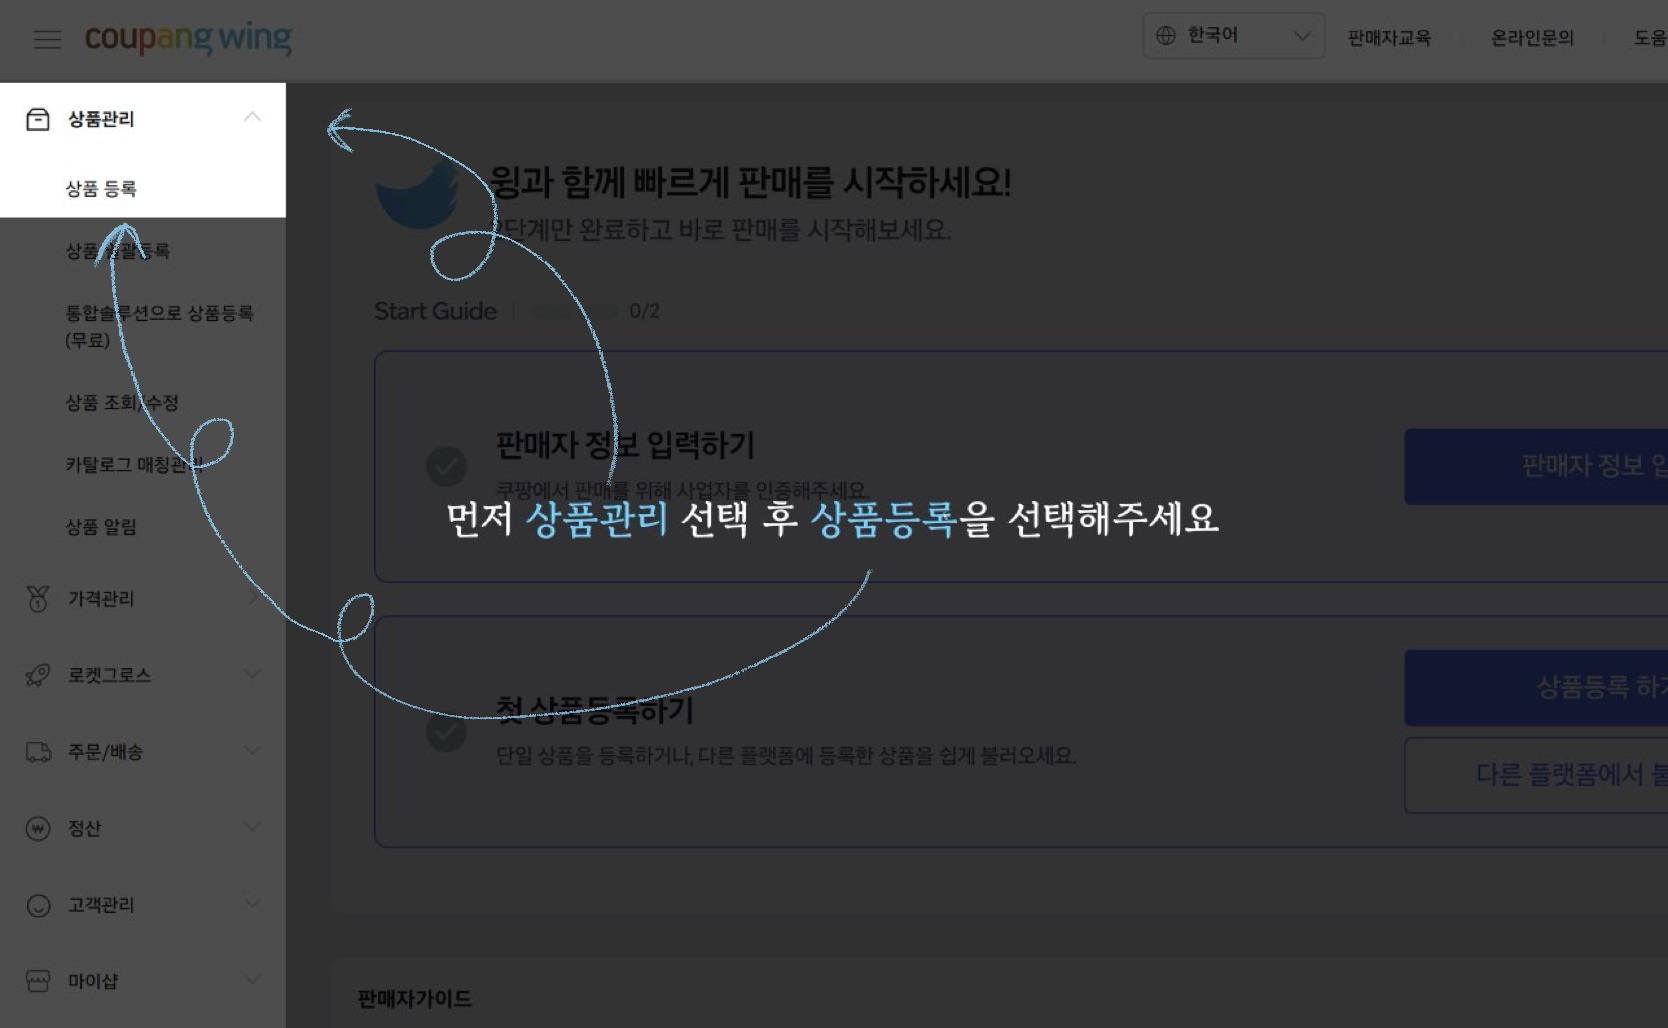 coupang wing
한국어
판매자교육
온라인문의
도움
상품관리
상품 등록
상품 일괄등록
통합솔루션으로 상품등록
(무료)
상품 조회/수정
카탈로그 매칭관리
상품 알림
가격관리
로켓그로스
주문/배송
정산
고객관리
마이샵
윙과 함께 빠르게 판매를 시작하세요!
2단계만 완료하고 바로 판매를 시작해보세요.
Start Guide
0/2
판매자 정보 입력하기
쿠팡에서 판매를 위해 사업자를 인증해주세요.
판매자 정보 입
먼저 상품관리 선택 후 상품등록을 선택해주세요
첫 상품등록하기
단일 상품을 등록하거나, 다른 플랫폼에 등록한 상품을 쉽게 불러오세요.
상품등록 하기
다른 플랫폼에서 불
판매자가이드